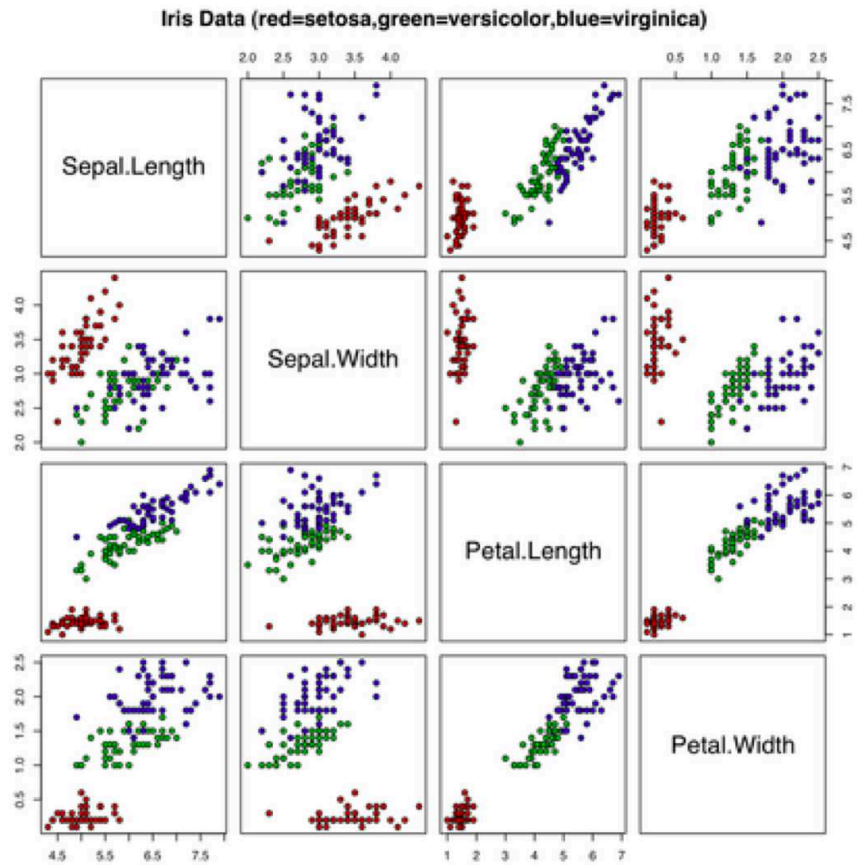 Iris Data (red=setosa,green=versicolor,blue=virginica)
2.0 2.5 3.0 3.5 4.0
0.5 1.0 1.5 2.0 2.5
Sepal.Length
4.5 5.5 6.5 7.5
2.0 2.5 3.0 3.5 4.0
Sepal.Width
Petal.Length
1 2 3 4 5 6 7
0.5 1.0 1.5 2.0 2.5
Petal.Width
4.5 5.5 6.5 7.5
1 2 3 4 5 6 7